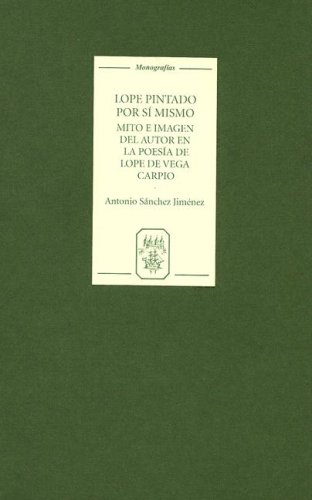 Monografías
LOPE PINTADO
POR SÍ MISMO
MITO E IMAGEN
DEL AUTOR EN
LA POESÍA DE
LOPE DE VEGA
CARPIO
Antonio Sánchez Jiménez